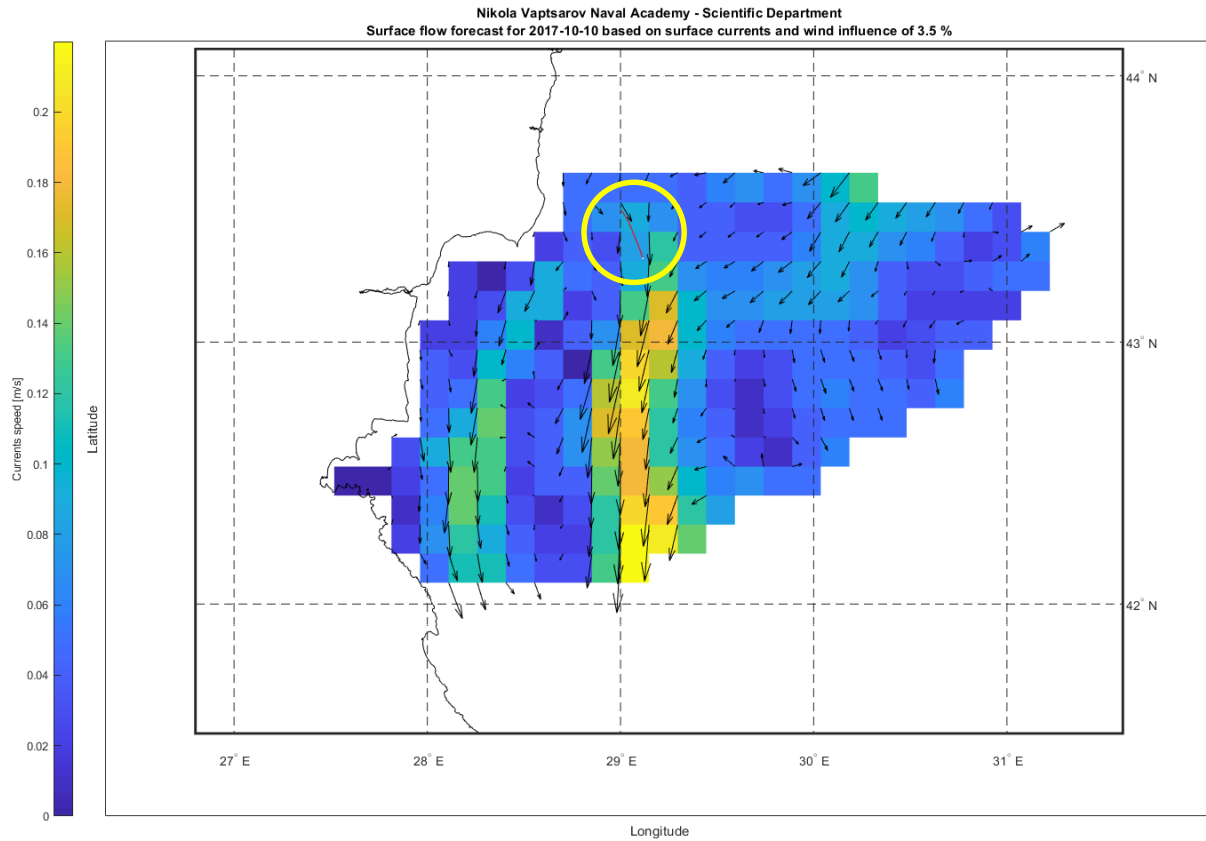 Nikola Vaptsarov Naval Academy - Scientific Department
Surface flow forecast for 2017-10-10 based on surface currents and wind influence of 3.5 %
0.2
0.18
0.16
0.14
0.12
0.1
0.08
0.06
0.04
0.02
0
Currents speed [m/s]
Latitude
44° N
43° N
42° N
27° E
28° E
29° E
30° E
31° E
Longitude